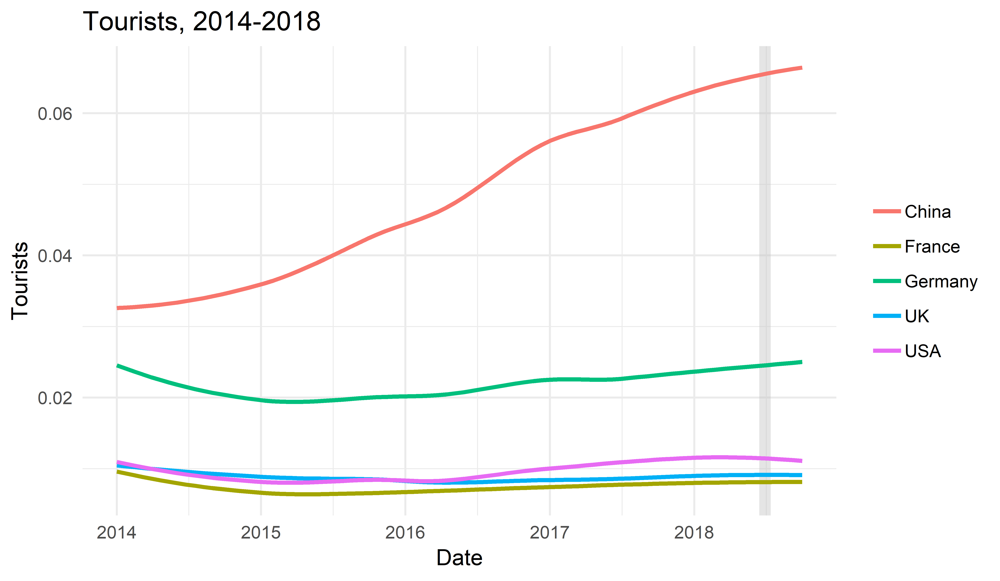 Tourists, 2014-2018
Tourists
0.06
0.04
0.02
2014 2015 2016 2017 2018
Date
China
France
Germany
UK
USA